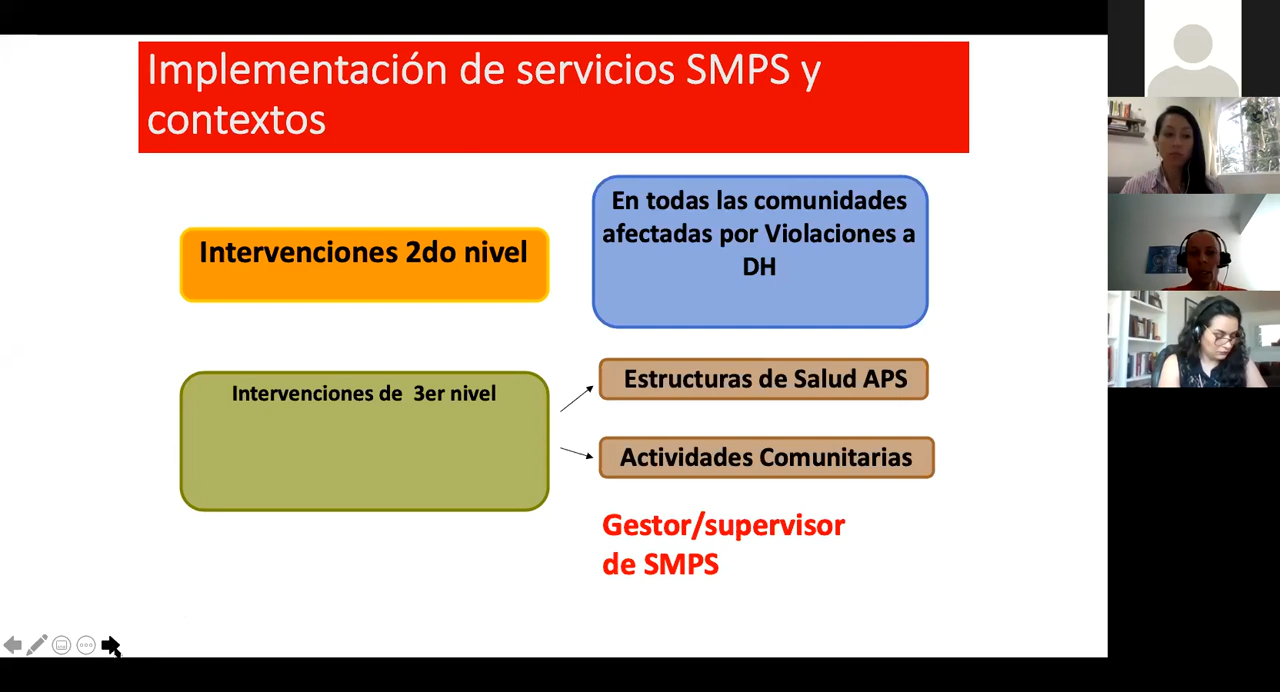 Implementación de servicios SMPS y
contextos
Intervenciones 2do nivel
En todas las comunidades
afectadas por Violaciones a
DH
Intervenciones de 3er nivel
Estructuras de Salud APS
Actividades Comunitarias
Gestor/supervisor
de SMPS